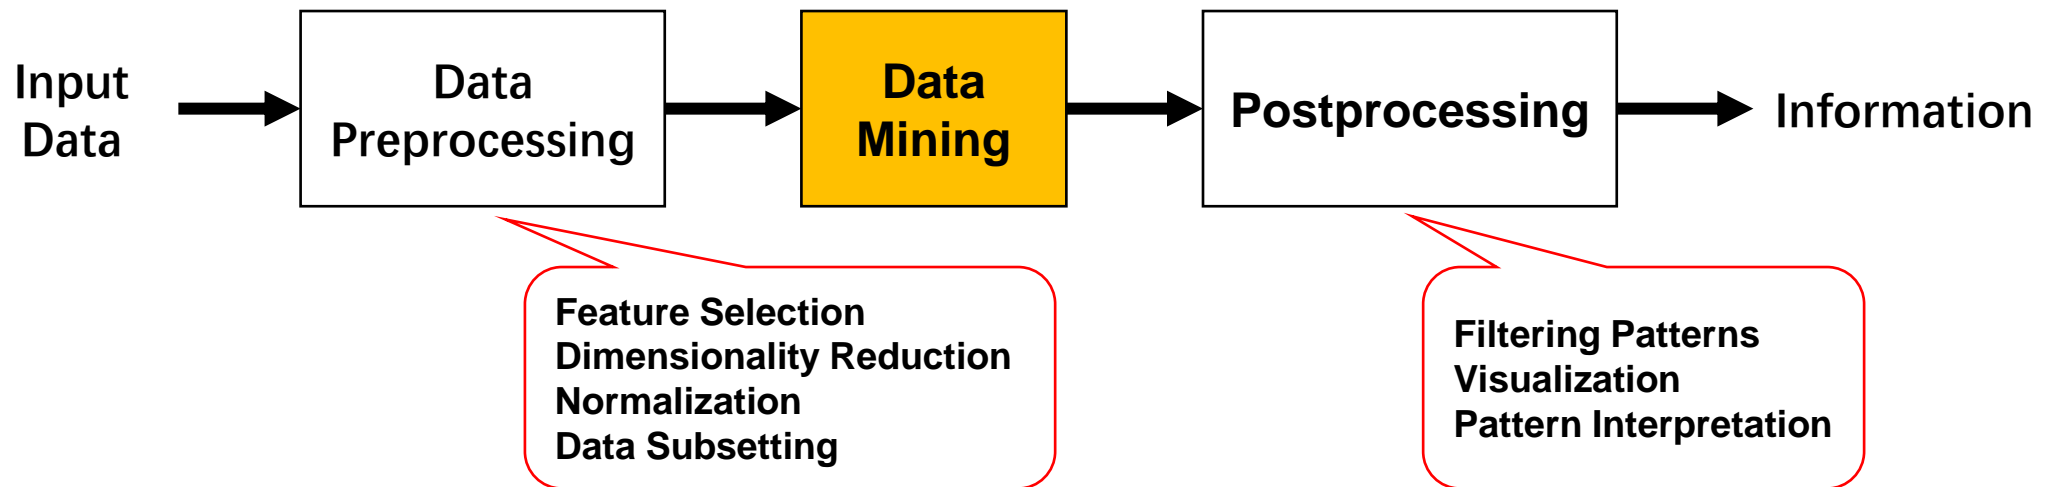 Input
Data
Data
Preprocessing
Data
Mining
Postprocessing
Information
Feature Selection
Dimensionality Reduction
Normalization
Data Subsetting
Filtering Patterns
Visualization
Pattern Interpretation